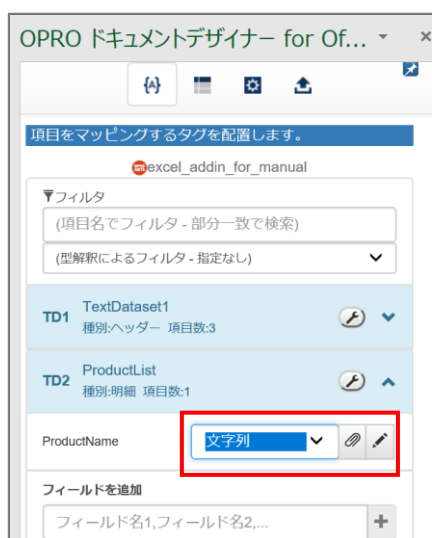 OPRO ドキュメントデザイナー for Of...
項目をマッピングするタグを配置します。
excel_addin_for_manual
フィルタ
(項目名でフィルタ - 部分一致で検索)
(型解釈によるフィルタ - 指定なし)
TD1 TextDataset1
種別:ヘッダー 項目数:3
TD2 ProductList
種別:明細 項目数:1
ProductName 文字列
フィールドを追加
フィールド名1,フィールド名2,...